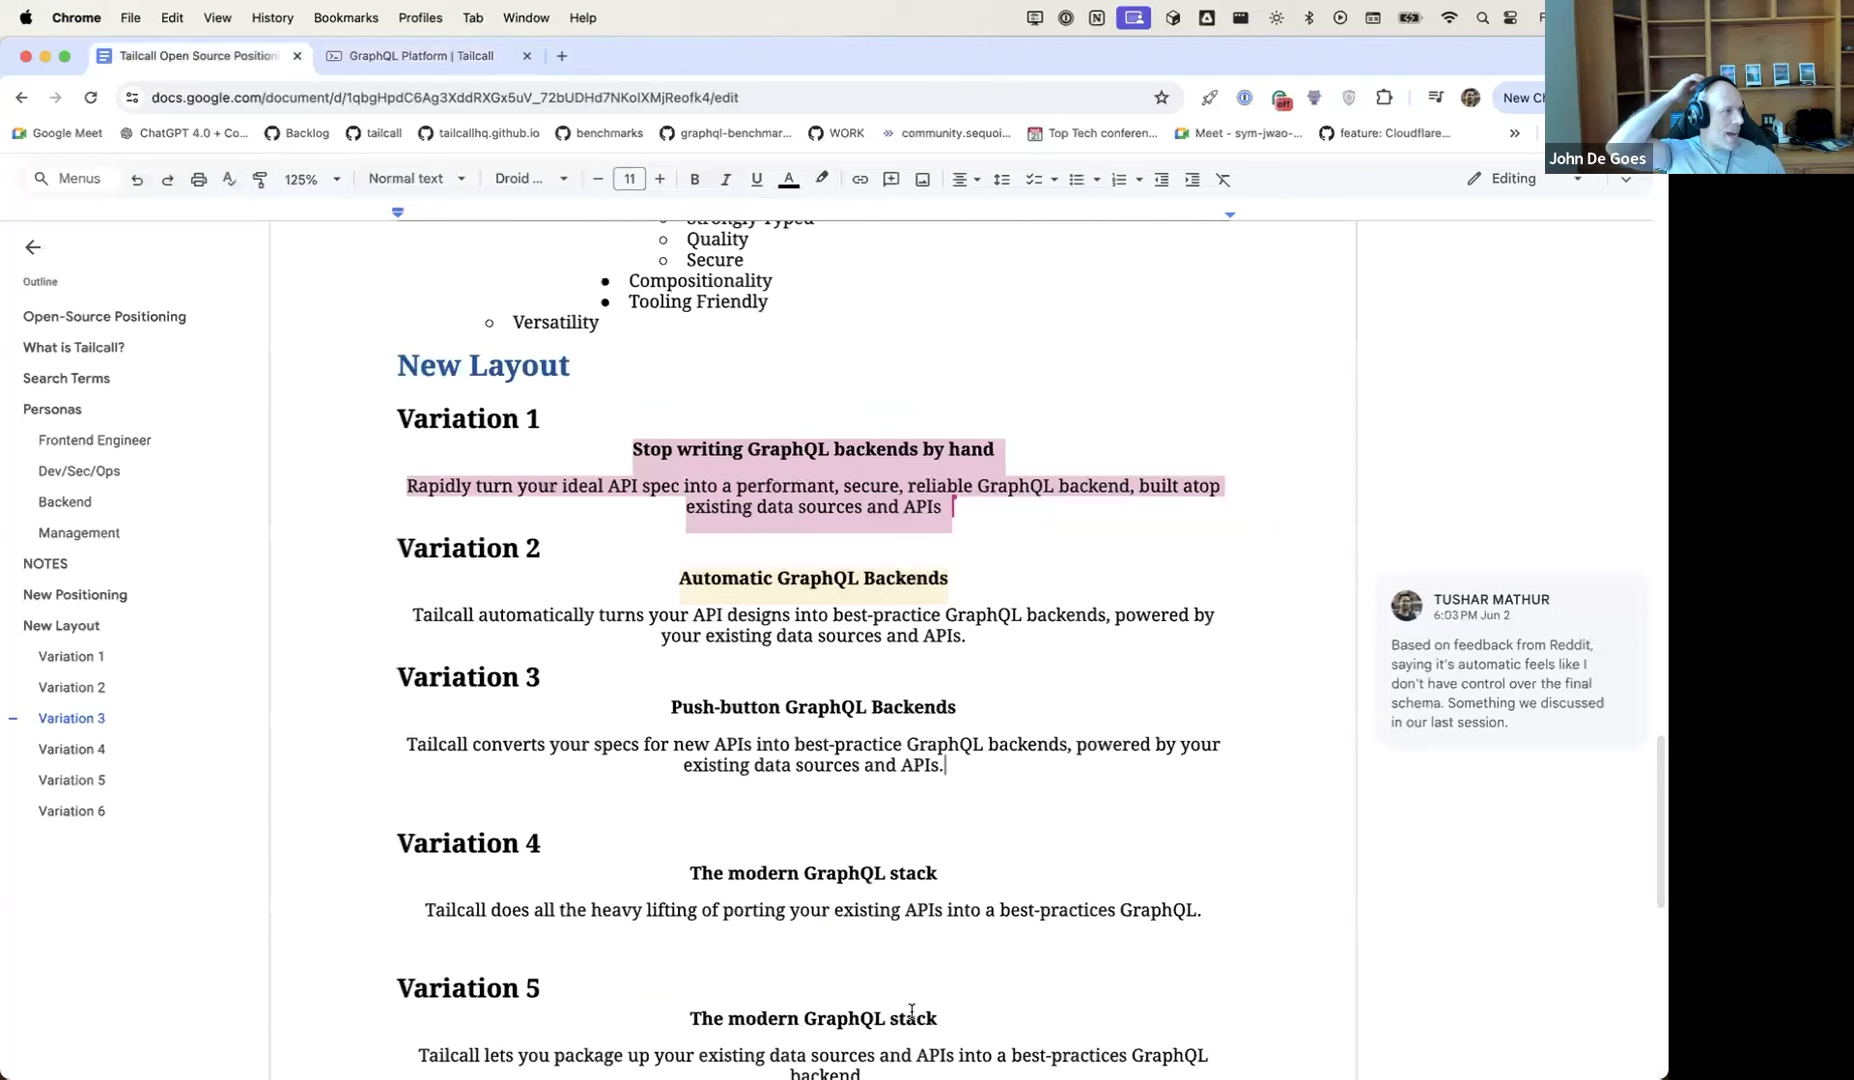 Chrome File Edit View History Bookmarks Profiles Tab Window Help
Tailcall Open Source Position
GraphQL Platform | Tailcall
docs.google.com/document/d/1qbgHpdC6Ag3XddRXGx5uV_72bUDHd7NKolXMjReofk4/edit
New Ch
John De Goes
Google Meet ChatGPT 4.0 + Co... Backlog tailcall tailcallhq.github.io benchmarks graphql-benchmar... WORK community.sequoi... Top Tech conferen... Meet - sym-jwao-... feature: Cloudflare...
Menus 125% Normal text Droid ... 11 Editing
Outline
Open-Source Positioning
What is Tailcall?
Search Terms
Personas
Frontend Engineer
Dev/Sec/Ops
Backend
Management
NOTES
New Positioning
New Layout
Variation 1
Variation 2
Variation 3
Variation 4
Variation 5
Variation 6
Strongly Typed
Quality
Secure
Compositionality
Tooling Friendly
Versatility
New Layout
Variation 1
Stop writing GraphQL backends by hand
Rapidly turn your ideal API spec into a performant, secure, reliable GraphQL backend, built atop
existing data sources and APIs
Variation 2
Automatic GraphQL Backends
Tailcall automatically turns your API designs into best-practice GraphQL backends, powered by
your existing data sources and APIs.
Variation 3
Push-button GraphQL Backends
Tailcall converts your specs for new APIs into best-practice GraphQL backends, powered by your
existing data sources and APIs.
Variation 4
The modern GraphQL stack
Tailcall does all the heavy lifting of porting your existing APIs into a best-practices GraphQL.
Variation 5
The modern GraphQL stack
Tailcall lets you package up your existing data sources and APIs into a best-practices GraphQL
backend
TUSHAR MATHUR
6:03 PM Jun 2
Based on feedback from Reddit,
saying it's automatic feels like I
don't have control over the final
schema. Something we discussed
in our last session.